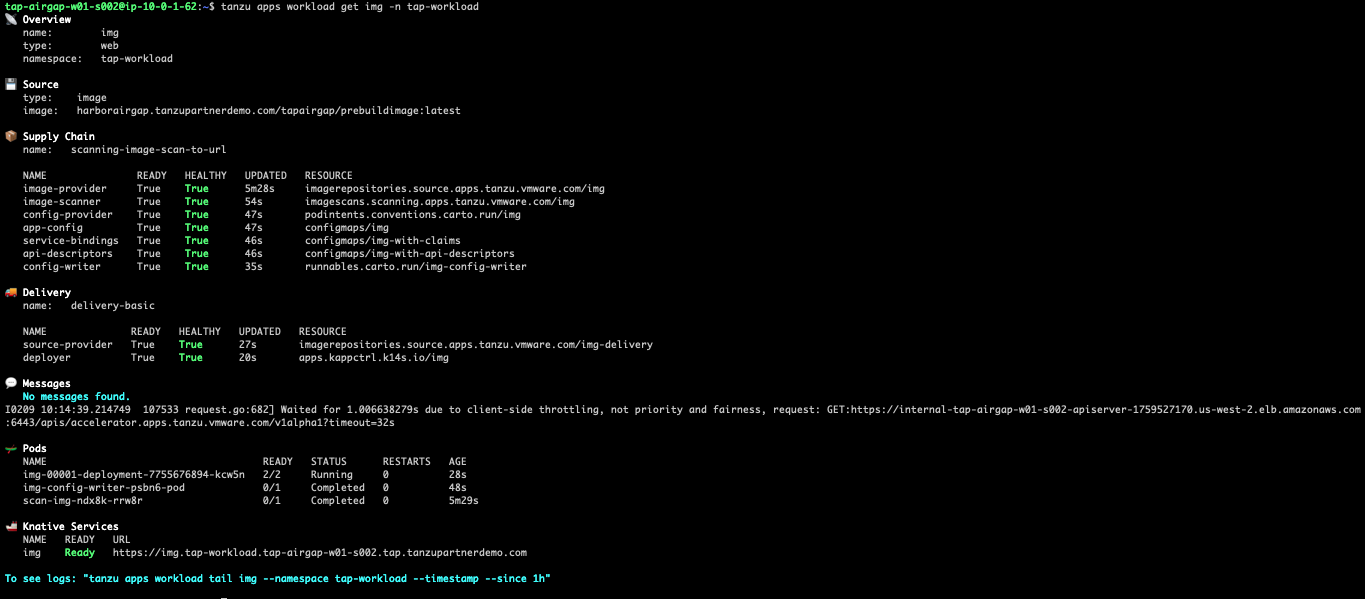 tap-airgap-w01-s002@ip-10-0-1-62:~$ tanzu apps workload get img -n tap-workload
Overview
name: img
type: web
namespace: tap-workload
Source
type: image
image: harborairgap.tanzupartnerdemo.com/tapairgap/prebuildimage:latest
Supply Chain
name: scanning-image-scan-to-url
NAME READY HEALTHY UPDATED RESOURCE
image-provider True True 5m28s imagerepositories.source.apps.tanzu.vmware.com/img
image-scanner True True 54s imagescans.scanning.apps.tanzu.vmware.com/img
config-provider True True 47s podintents.conventions.carto.run/img
app-config True True 47s configmaps/img
service-bindings True True 46s configmaps/img-with-claims
api-descriptors True True 46s configmaps/img-with-api-descriptors
config-writer True True 35s runnables.carto.run/img-config-writer
Delivery
name: delivery-basic
NAME READY HEALTHY UPDATED RESOURCE
source-provider True True 27s imagerepositories.source.apps.tanzu.vmware.com/img-delivery
deployer True True 20s apps.kappctrl.k14s.io/img
Messages
No messages found.
I0209 10:14:39.214749 107533 request.go:682] Waited for 1.006638279s due to client-side throttling, not priority and fairness, request: GET:https://internal-tap-airgap-w01-s002-apiserver-1759527170.us-west-2.elb.amazonaws.com
:6443/apis/accelerator.apps.tanzu.vmware.com/v1alpha1?timeout=32s
Pods
NAME READY STATUS RESTARTS AGE
img-00001-deployment-7755676894-kcw5n 2/2 Running 0 28s
img-config-writer-psbn6-pod 0/1 Completed 0 48s
scan-img-ndx8k-rrw8r 0/1 Completed 0 5m29s
Knative Services
NAME READY URL
img Ready https://img.tap-workload.tap-airgap-w01-s002.tap.tanzupartnerdemo.com
To see logs: "tanzu apps workload tail img --namespace tap-workload --timestamp --since 1h"